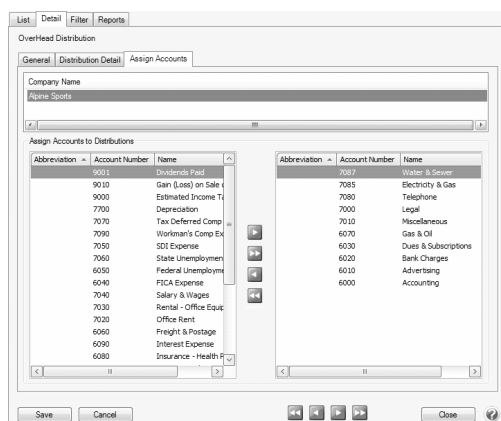 List Detail Filter Reports
OverHead Distribution
General Distribution Detail Assign Accounts
Company Name
Alpine Sports
Assign Accounts to Distributions
Abbreviation Account Number Name Abbreviation Account Number Name
9001 Dividends Paid 7087 Water & Sewer
9010 Gain (Loss) on Sale 7085 Electricity & Gas
9000 Estimated Income Ta 7080 Telephone
7700 Depreciation 7000 Legal
7070 Tax Deferred Comp 7010 Miscellaneous
7090 Workman's Comp Ex 6070 Gas & Oil
7050 SDI Expense 6030 Dues & Subscriptions
7060 State Unemploymen 6020 Bank Charges
6050 Federal Unemployme 6010 Advertising
6040 FICA Expense 6000 Accounting
7040 Salary & Wages
7030 Rental - Office Equip
7020 Office Rent
6060 Freight & Postage
6090 Interest Expense
6080 Insurance - Health P
Save Cancel Close ?